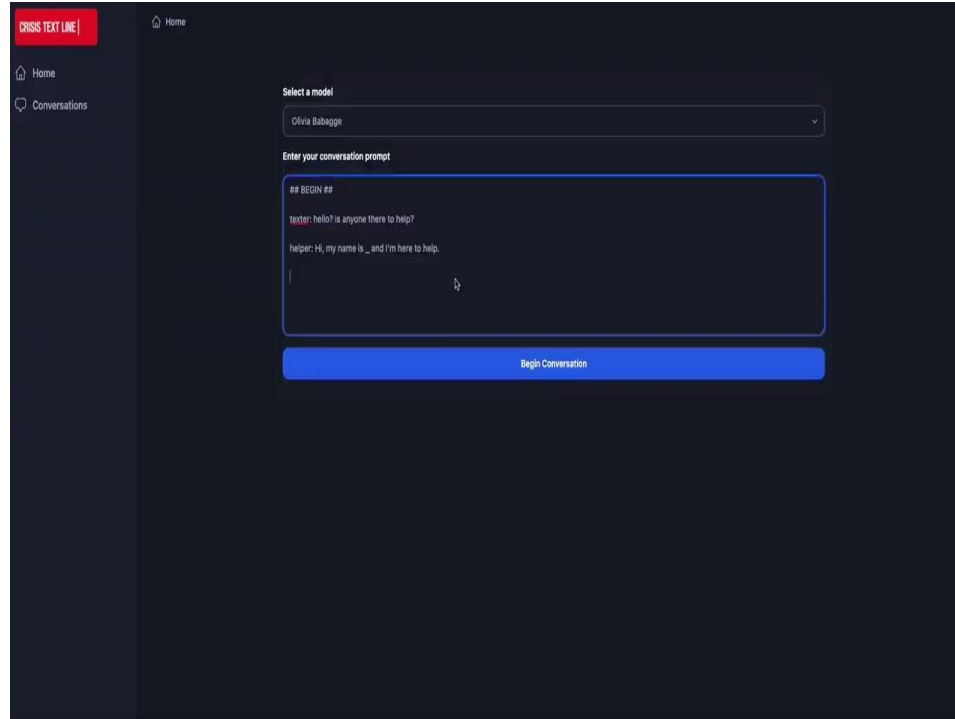 CRISIS TEXT LINE|
Home
Home
Conversations
Select a model
Olivia Babagge
Enter your conversation prompt
## BEGIN ##
texter: hello? is anyone there to help?
helper: Hi, my name is _ and I'm here to help.
Begin Conversation